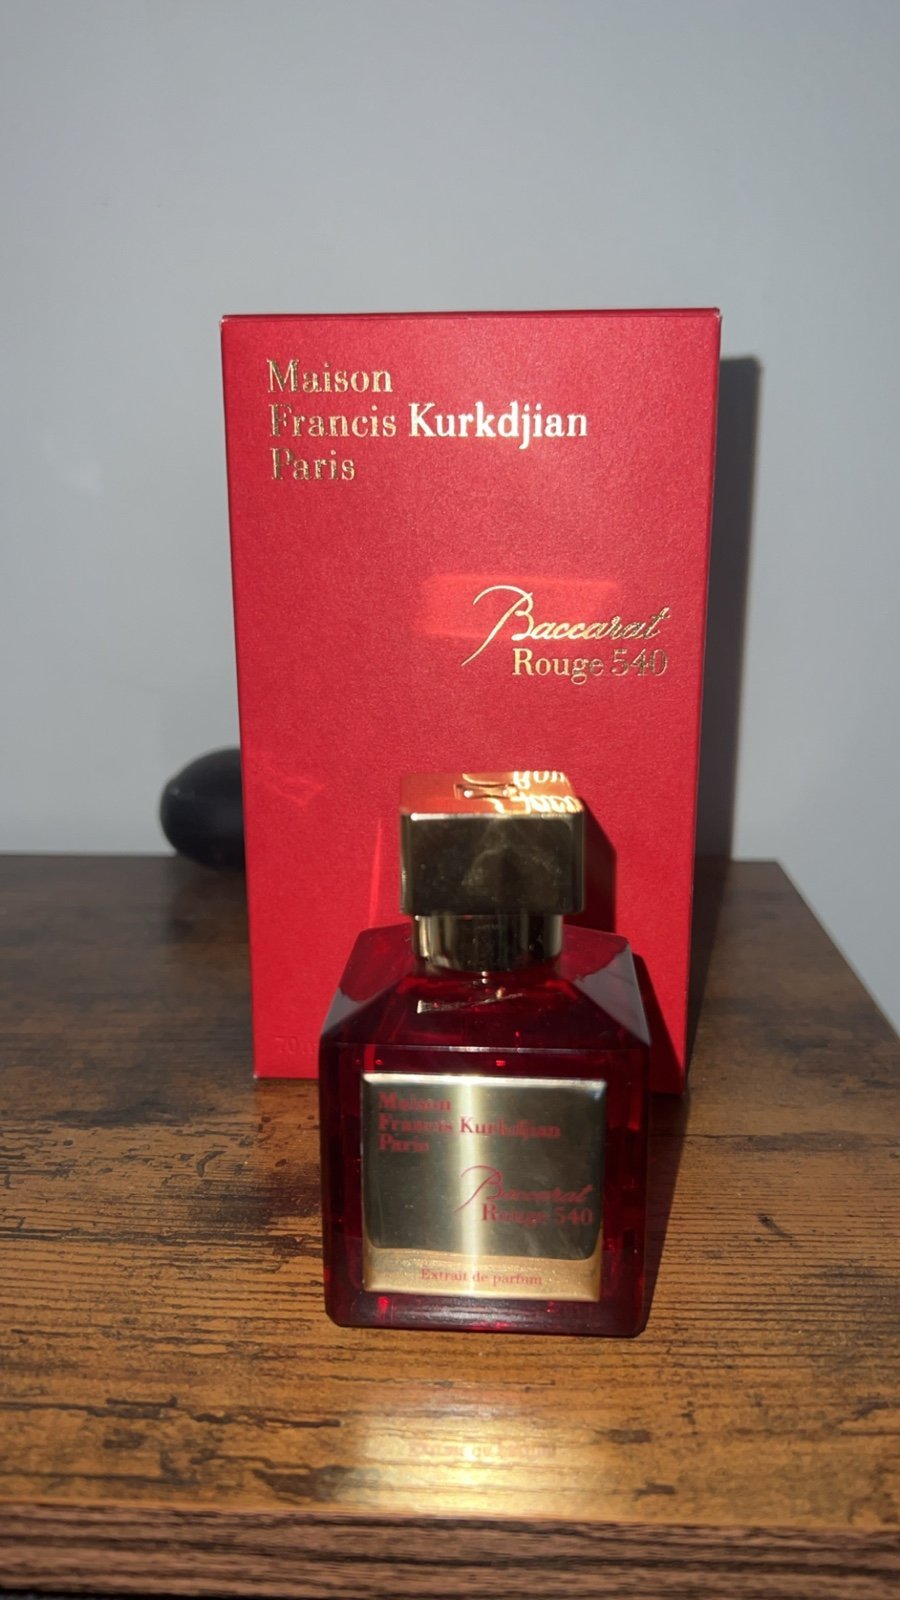 Maison
Francis Kurkdjian
Paris
Baccarat
Rouge 540
Maison
Francis Kurkdjian
Paris
Baccarat
Rouge 540
Extrait de parfum